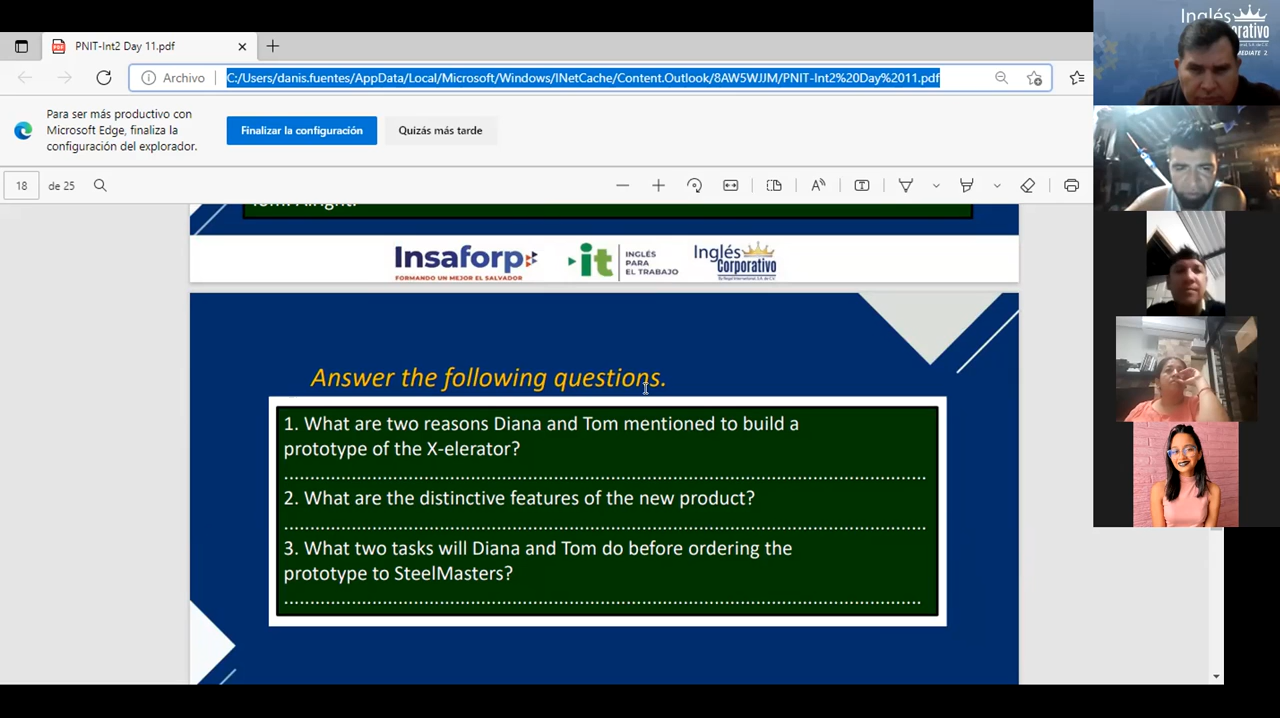 PNIT-Int2 Day 11.pdf
Archivo
C:/Users/danis.fuentes/AppData/Local/Microsoft/Windows/INetCache/Content.Outlook/8AW5WJJM/PNIT-Int2%20Day%2011.pdf
Para ser más productivo con
Microsoft Edge, finaliza la
configuración del explorador.
Finalizar la configuración
Quizás más tarde
18
de 25
Insaforp
FORMANDO UN MEJOR EL SALVADOR
it
INGLÉS
PARA
EL TRABAJO
Inglés
Corporativo
Answer the following questions.
1. What are two reasons Diana and Tom mentioned to build a
prototype of the X-elerator?
2. What are the distinctive features of the new product?
3. What two tasks will Diana and Tom do before ordering the
prototype to SteelMasters?
Inglés